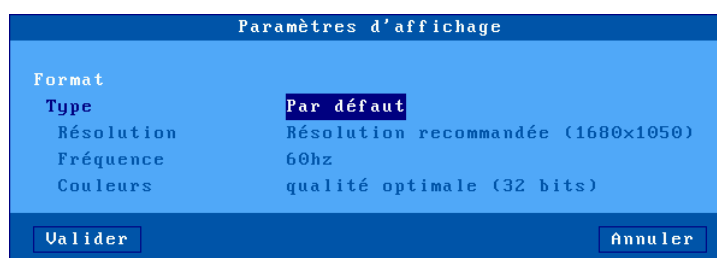 Paramètres d'affichage
Format
Type Par défaut
Résolution Résolution recommandée (1680x1050)
Fréquence 60hz
Couleurs qualité optimale (32 bits)
Valider Annuler